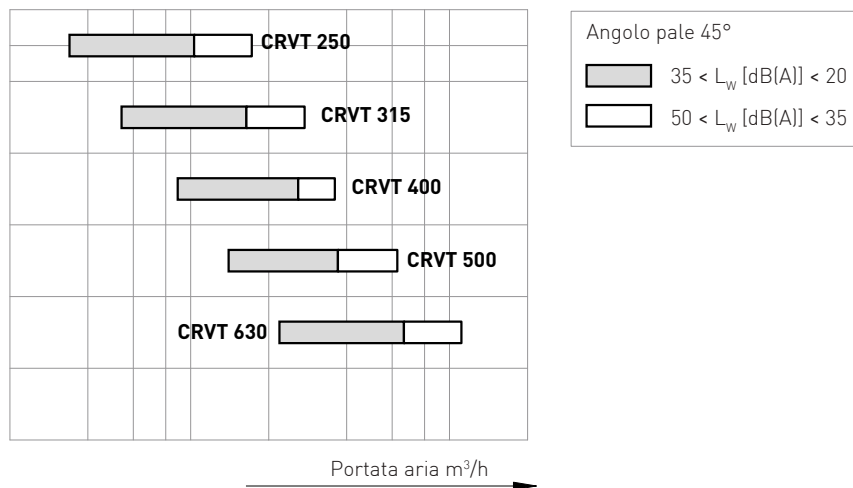 CRVT 250
CRVT 315
CRVT 400
CRVT 500
CRVT 630
Portata aria m³/h
Angolo pale 45°
35 < Lw [dB(A)] < 20
50 < Lw [dB(A)] < 35